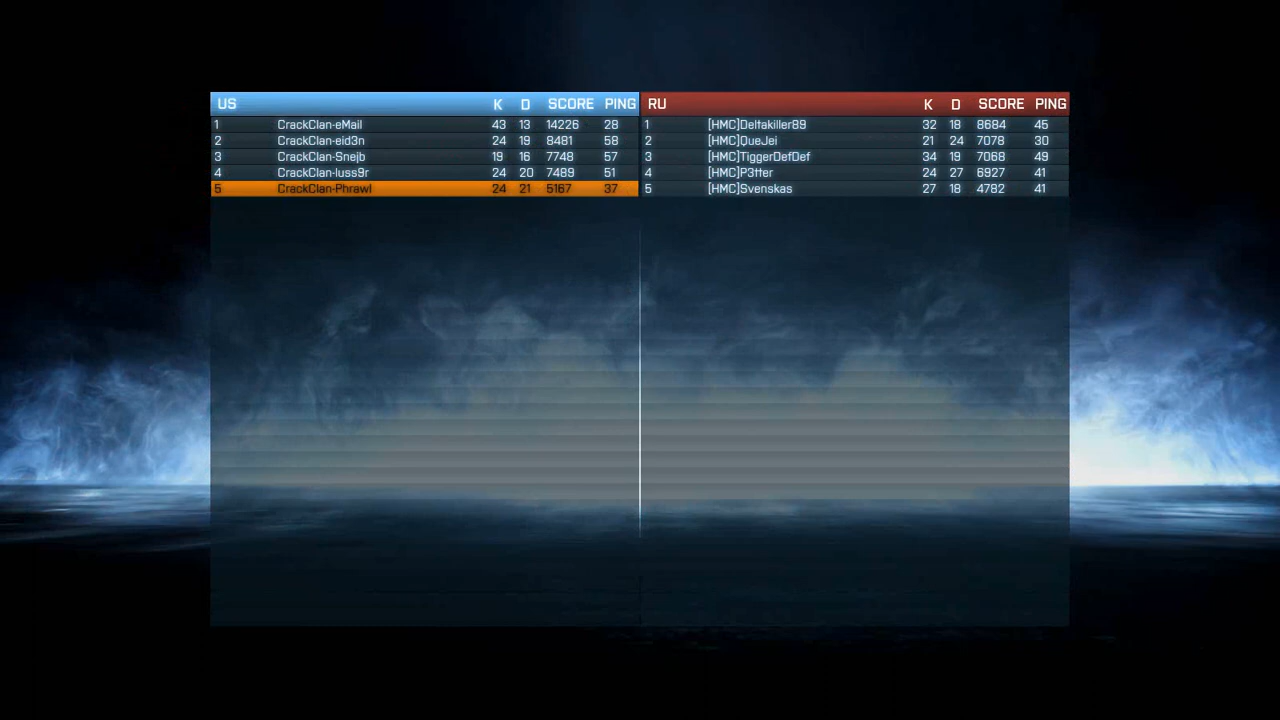 US K D SCORE PING
1 CrackClan-eMail 43 13 14226 28
2 CrackClan-eid3n 24 19 8481 58
3 CrackClan-Snejb 19 16 7748 57
4 CrackClan-luss9r 24 20 7489 51
5 CrackClan-Phrawl 24 21 5167 37
RU K D SCORE PING
1 [HMC]Deltakiller89 32 18 8684 45
2 [HMC]QueJei 21 24 7078 30
3 [HMC]TiggerDefDef 34 19 7068 49
4 [HMC]P3tter 24 27 6927 41
5 [HMC]Svenskas 27 18 4782 41